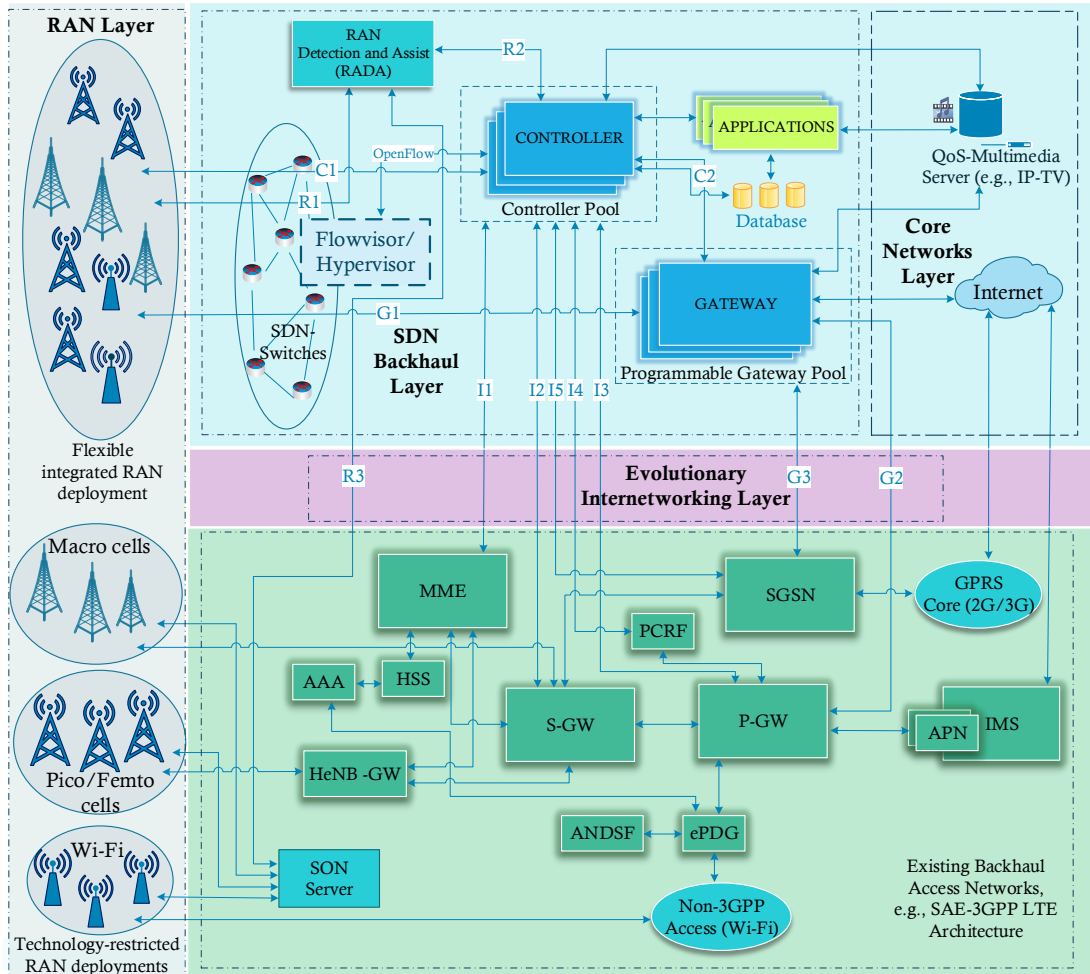 RAN Layer
RAN
Detection and Assist
(RADA)
R2
CONTROLLER
A
APPLICATIONS
QoS-Multimedia
Server (e.g., IP-TV)
OpenFlow
C1
C2
R1
Controller Pool
Database
Flowvisor/
Hypervisor
Core
Networks
Layer
Internet
GATEWAY
G1
SDN-
Switches
SDN
Backhaul
Layer
Programmable Gateway Pool
I1
I2
I5
I4
I3
Flexible
integrated RAN
deployment
R3
Evolutionary
Internetworking Layer
G3
G2
Macro cells
MME
SGSN
GPRS
Core (2G/3G)
PCRF
AAA
HSS
S-GW
P-GW
APN
IMS
HeNB -GW
Pico/Femto
cells
ANDSF
ePDG
Wi-Fi
SON
Server
Non-3GPP
Access (Wi-Fi)
Existing Backhaul
Access Networks,
e.g., SAE-3GPP LTE
Architecture
Technology-restricted
RAN deployments